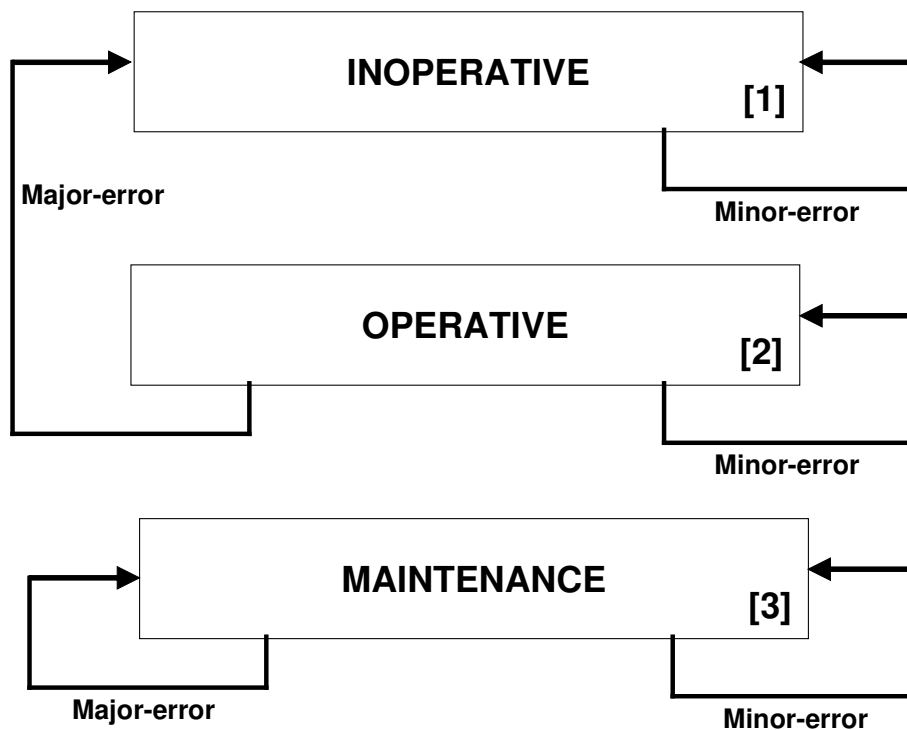 INOPERATIVE
[1]
Major-error
Minor-error
OPERATIVE
[2]
Minor-error
MAINTENANCE
[3]
Major-error
Minor-error